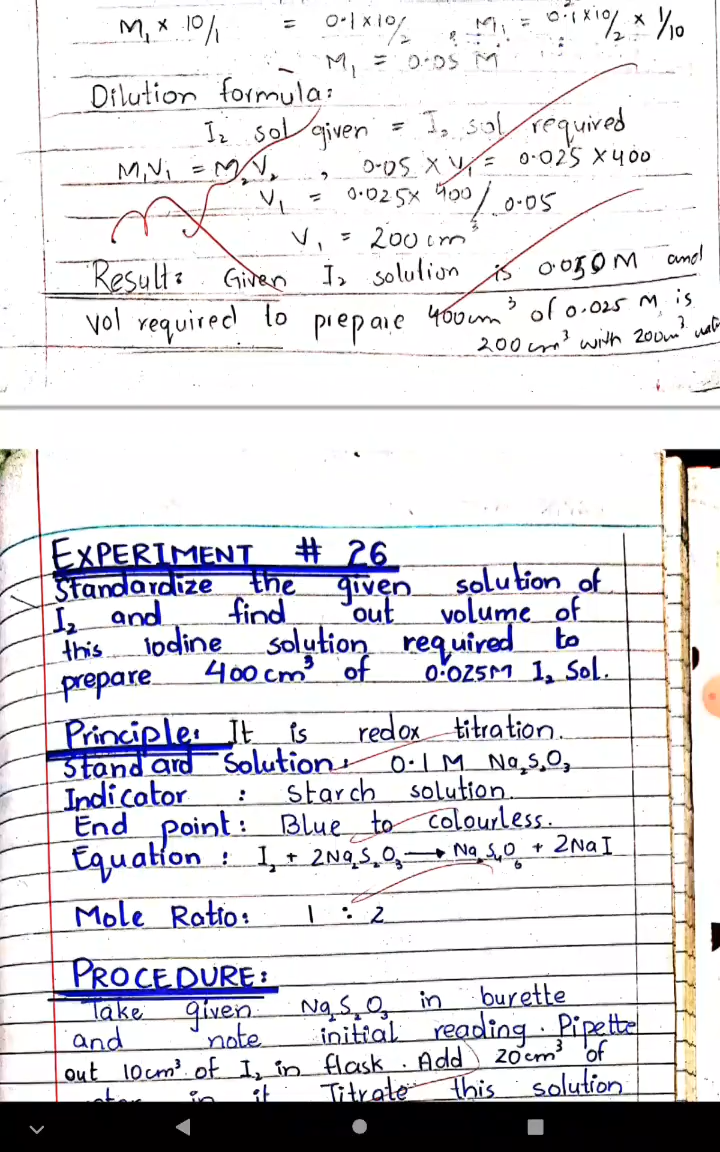 M₁ × 10/1 = 0.1×10/2 , M₁ = 0.1×10/2 × 1/10
M₁ = 0.05 M
Dilution formula:
I₂ sol given = I₂ sol required
M₁V₁ = M₂V₂ , 0.05 × V₁ = 0.025 × 400
V₁ = 0.025× 400 / 0.05
V₁ = 200 cm³
Result: Given I₂ solution is 0.050 M and
vol required to prepare 400cm³ of 0.025 M is
200 cm³ with 200cm³
EXPERIMENT # 26
Standardize the given solution of
I₂ and find out volume of
this iodine solution required to
prepare 400cm³ of 0.025M I₂ Sol.
Principle: It is redox titration.
Standard Solution: 0.1 M Na₂S₂O₃
Indicator : Starch solution.
End point: Blue to colourless.
Equation : I₂ + 2Na₂S₂O₃ → Na₂S₄O₆ + 2NaI
Mole Ratio: 1 : 2
PROCEDURE:
Take given Na₂S₂O₃ in burette
and note initial reading. Pipette
out 10cm³ of I₂ in flask. Add 20cm³ of
in it Titrate this solution